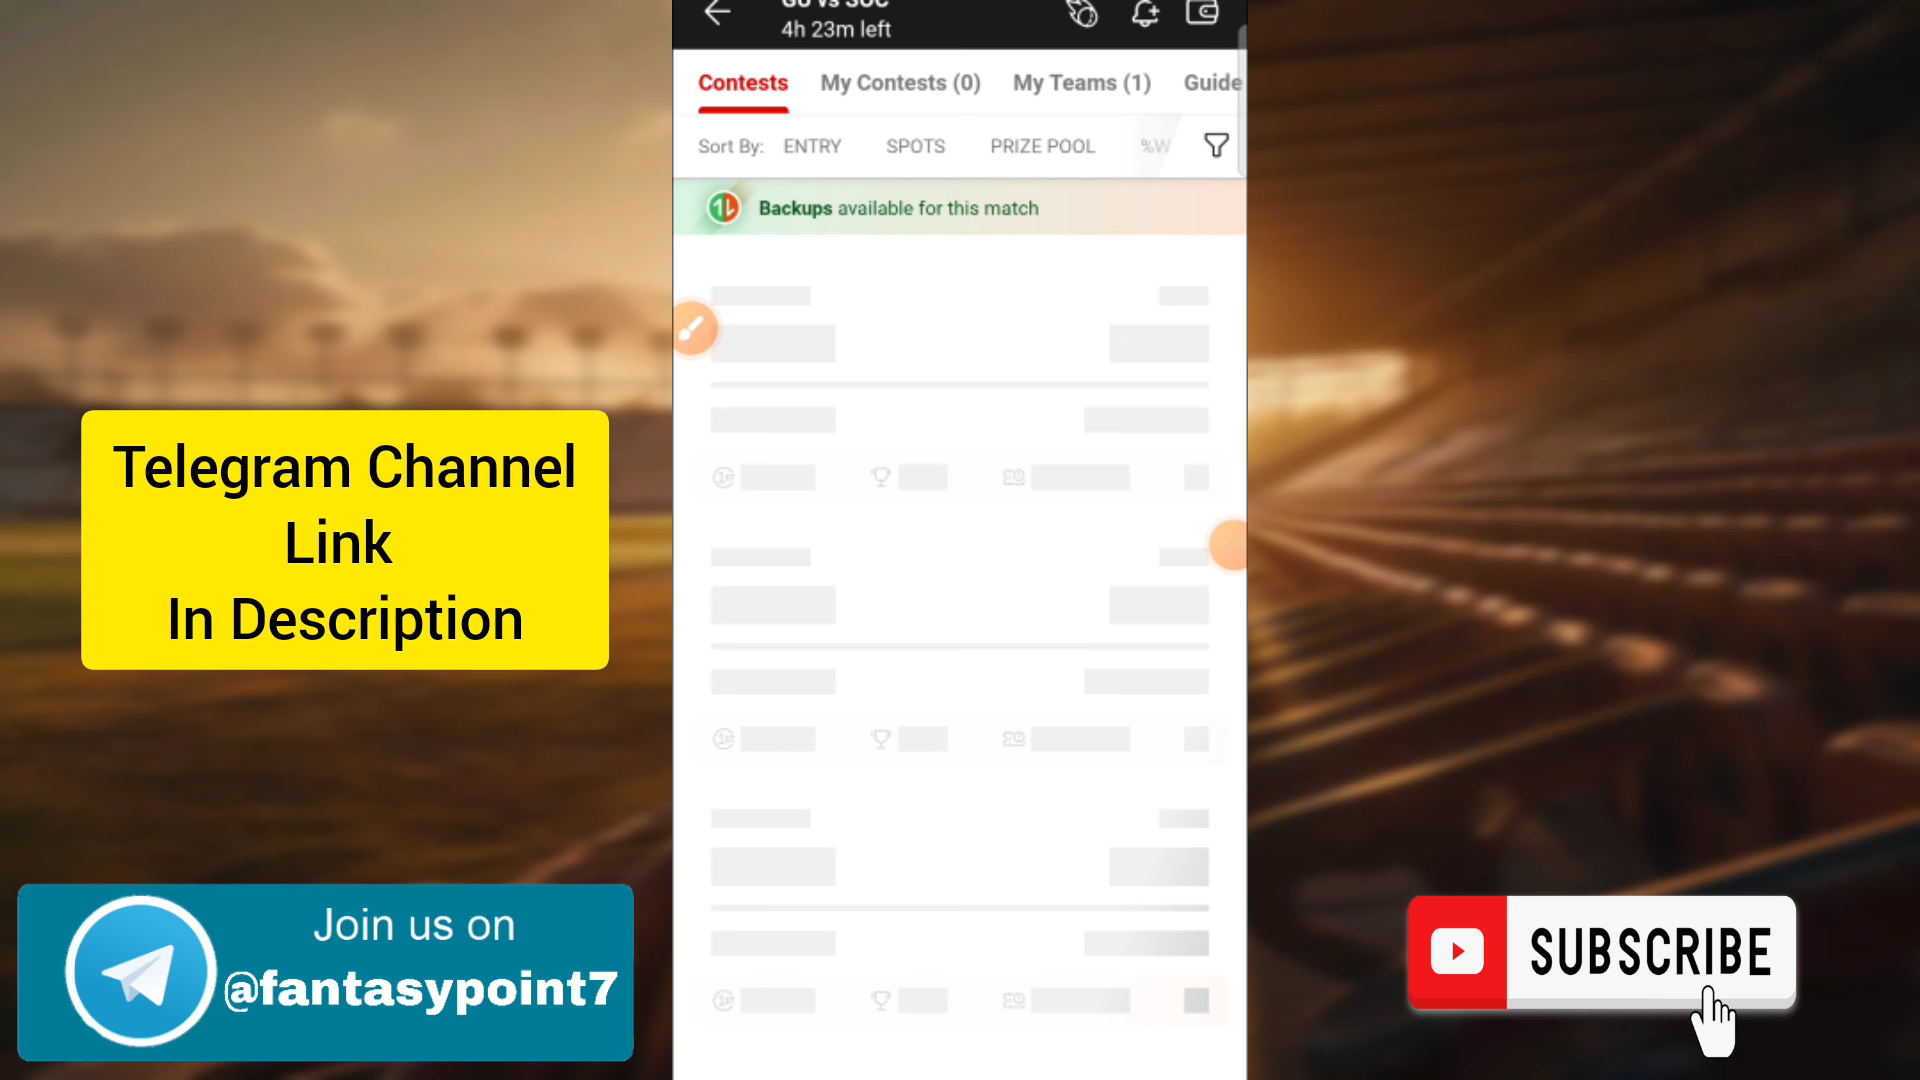 4h 23m left
Contests
My Contests (0)
My Teams (1)
Guide
Sort By:
ENTRY
SPOTS
PRIZE POOL
%W
Backups available for this match
Telegram Channel
Link
In Description
Join us on
@fantasypoint7
SUBSCRIBE